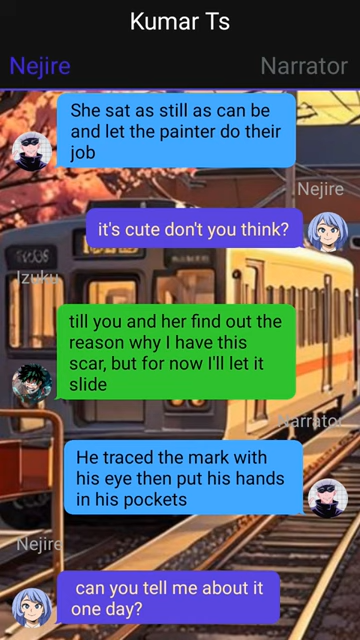 Kumar Ts
Nejire
Narrator
She sat as still as can be
and let the painter do their
job
Nejire
it's cute don't you think?
Izuku
till you and her find out the
reason why I have this
scar, but for now I'll let it
slide
Narrator
He traced the mark with
his eye then put his hands
in his pockets
Nejire
can you tell me about it
one day?